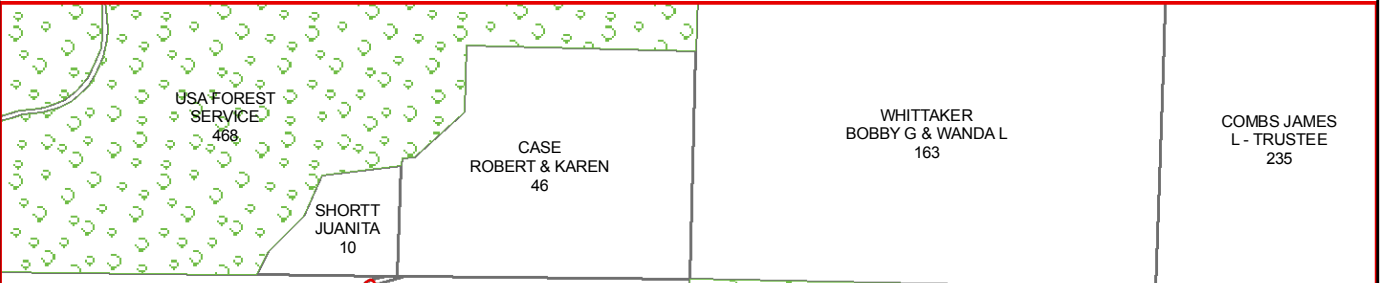 USA FOREST
SERVICE
468
SHORTT
JUANITA
10
CASE
ROBERT & KAREN
46
WHITTAKER
BOBBY G & WANDA L
163
COMBS JAMES
L - TRUSTEE
235